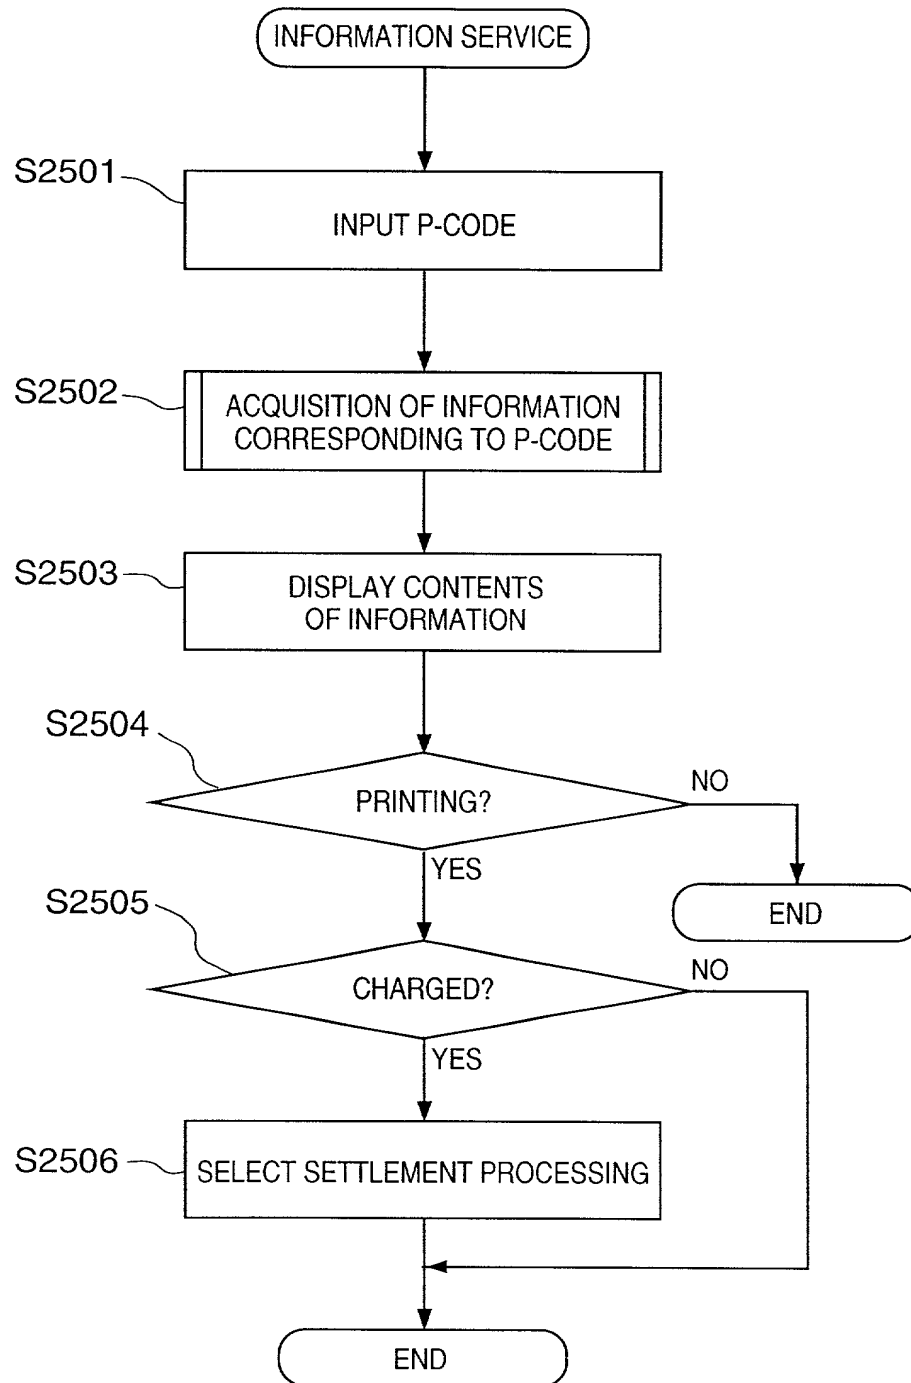 INFORMATION SERVICE
S2501
INPUT P-CODE
S2502
ACQUISITION OF INFORMATION
CORRESPONDING TO P-CODE
S2503
DISPLAY CONTENTS
OF INFORMATION
S2504
PRINTING?
NO
YES
END
S2505
CHARGED?
NO
YES
S2506
SELECT SETTLEMENT PROCESSING
END